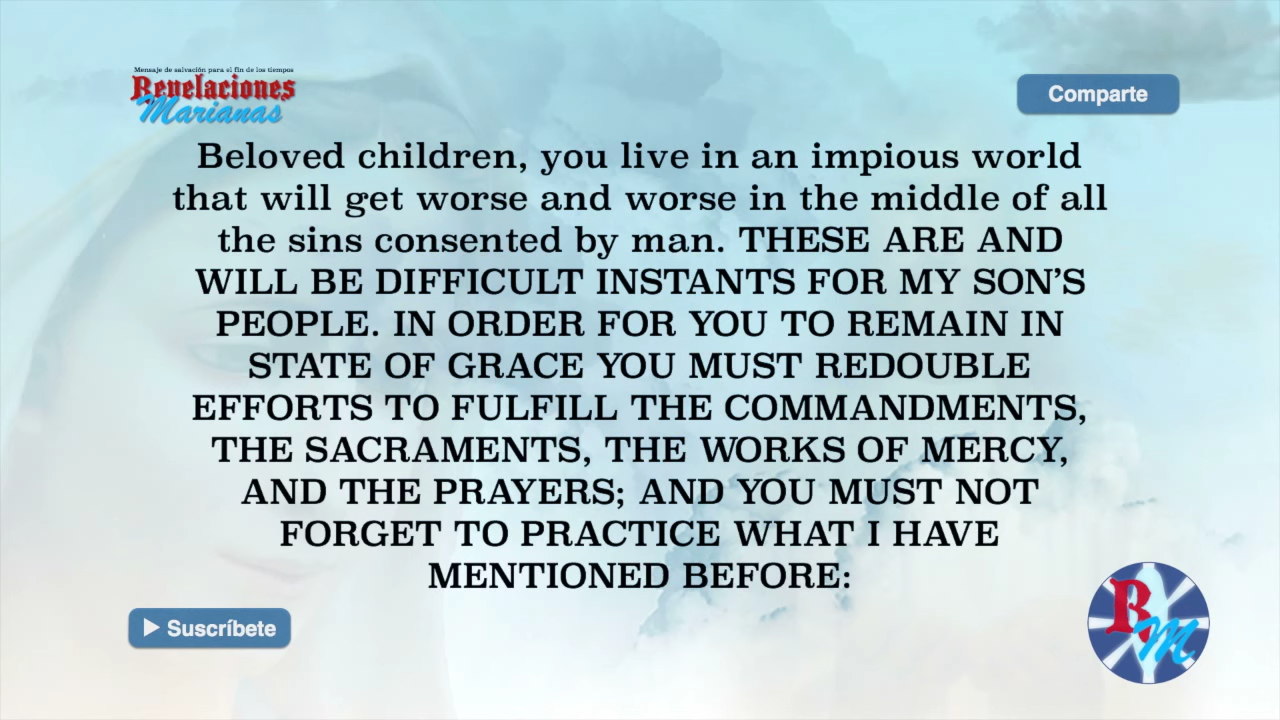 Mensaje de salvación para el fin de los tiempos
Revelaciones
Marianas
Comparte
Beloved children, you live in an impious world
that will get worse and worse in the middle of all
the sins consented by man. THESE ARE AND
WILL BE DIFFICULT INSTANTS FOR MY SON’S
PEOPLE. IN ORDER FOR YOU TO REMAIN IN
STATE OF GRACE YOU MUST REDOUBLE
EFFORTS TO FULFILL THE COMMANDMENTS,
THE SACRAMENTS, THE WORKS OF MERCY,
AND THE PRAYERS; AND YOU MUST NOT
FORGET TO PRACTICE WHAT I HAVE
MENTIONED BEFORE:
Suscríbete
RM